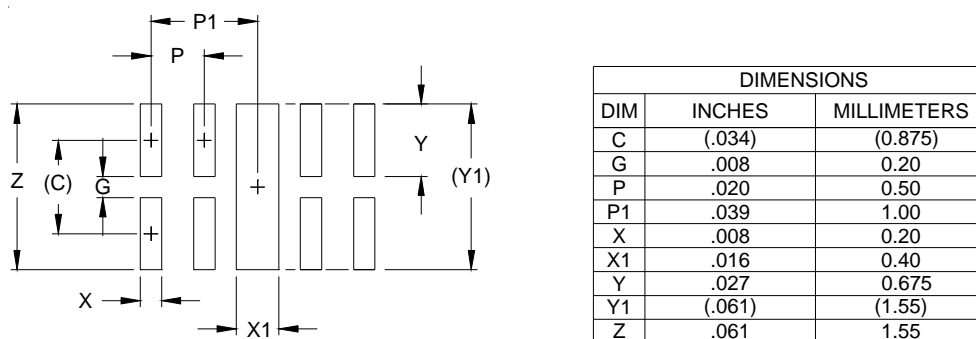 P1
P
Z
(C)
G
Y
(Y1)
X
X1
DIMENSIONS
DIM INCHES MILLIMETERS
C (.034) (0.875)
G .008 0.20
P .020 0.50
P1 .039 1.00
X .008 0.20
X1 .016 0.40
Y .027 0.675
Y1 (.061) (1.55)
Z .061 1.55